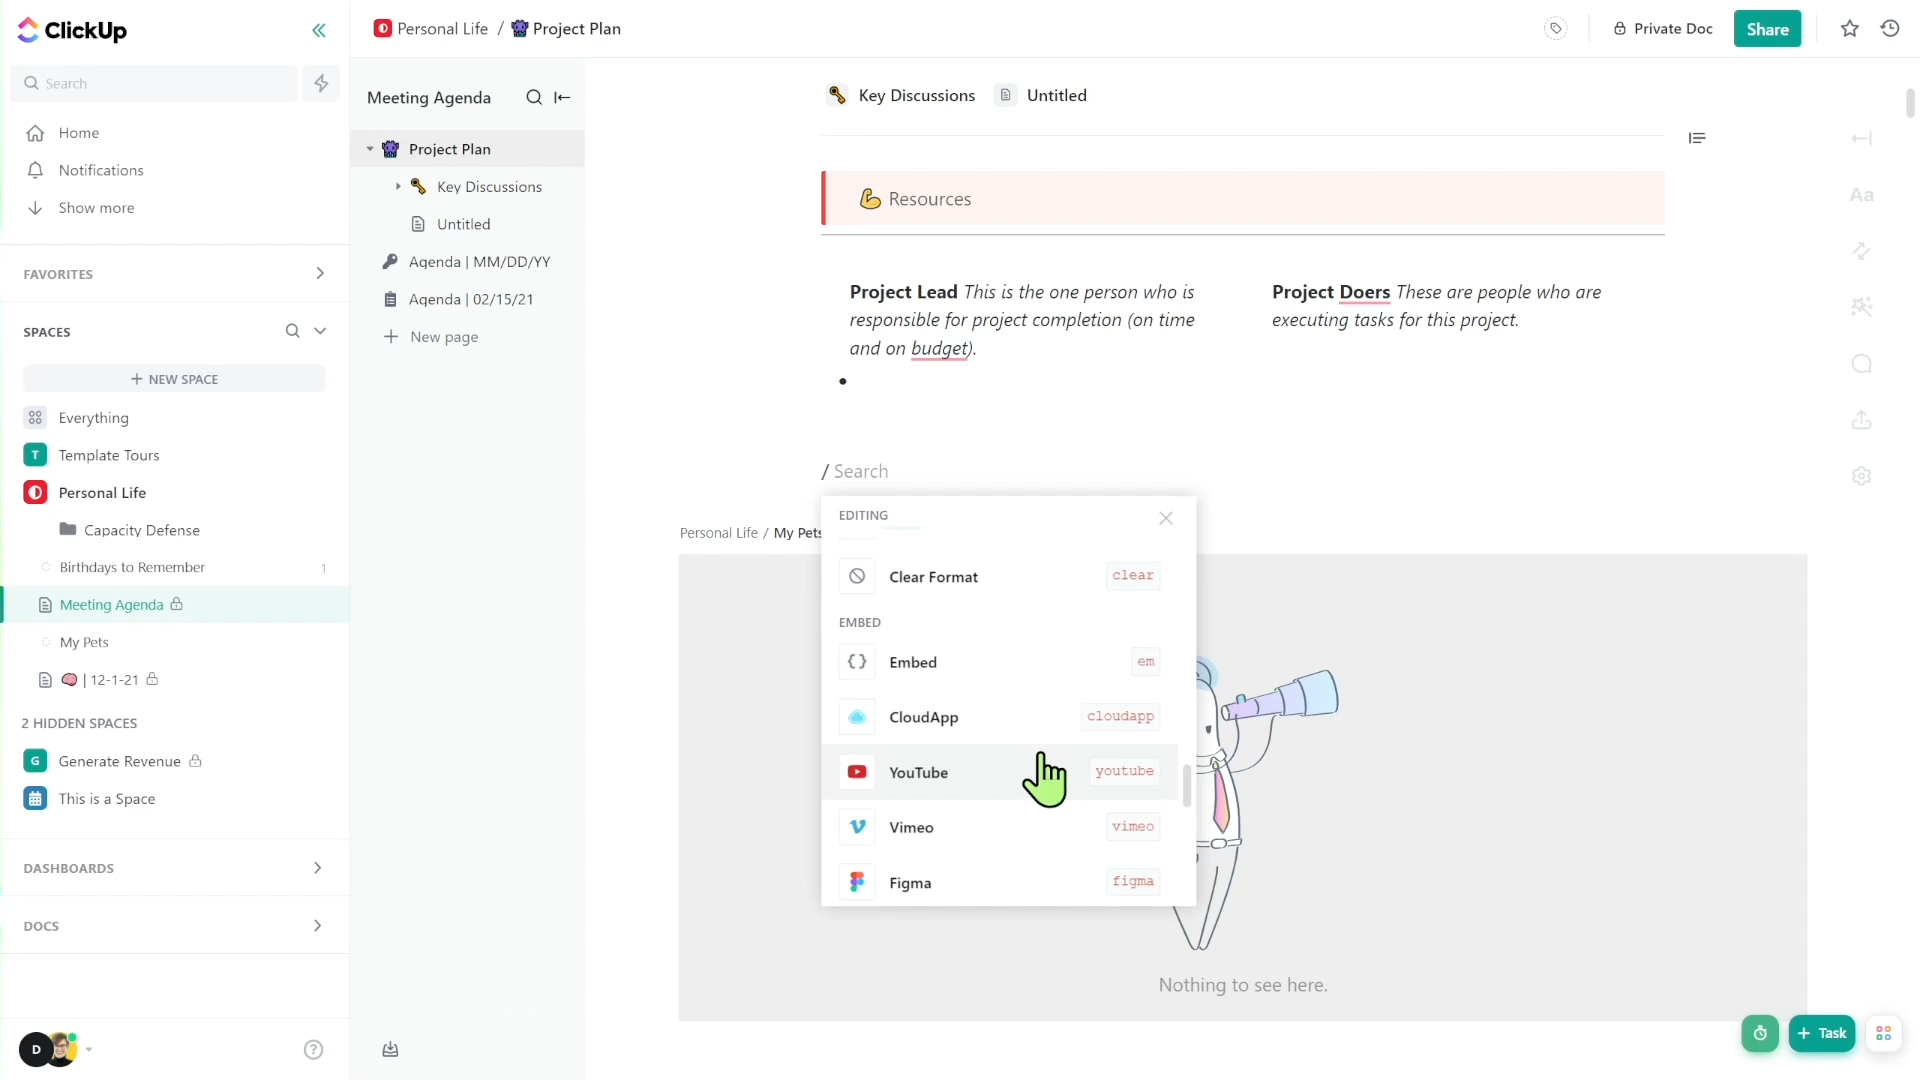 ClickUp
Search
Home
Notifications
Show more
FAVORITES
SPACES
+ NEW SPACE
Everything
T Template Tours
Personal Life
Capacity Defense
Birthdays to Remember 1
Meeting Agenda
My Pets
| 12-1-21
2 HIDDEN SPACES
G Generate Revenue
This is a Space
DASHBOARDS
DOCS
D
?
Personal Life / Project Plan
Private Doc
Share
Meeting Agenda
Project Plan
Key Discussions
Untitled
Agenda | MM/DD/YY
Agenda | 02/15/21
+ New page
Key Discussions Untitled
Resources
Project Lead This is the one person who is
responsible for project completion (on time
and on budget).
•
Project Doers These are people who are
executing tasks for this project.
/ Search
Personal Life / My Pets
EDITING
Clear Format clear
EMBED
Embed em
CloudApp cloudapp
YouTube youtube
Vimeo vimeo
Figma figma
Nothing to see here.
Aa
+ Task